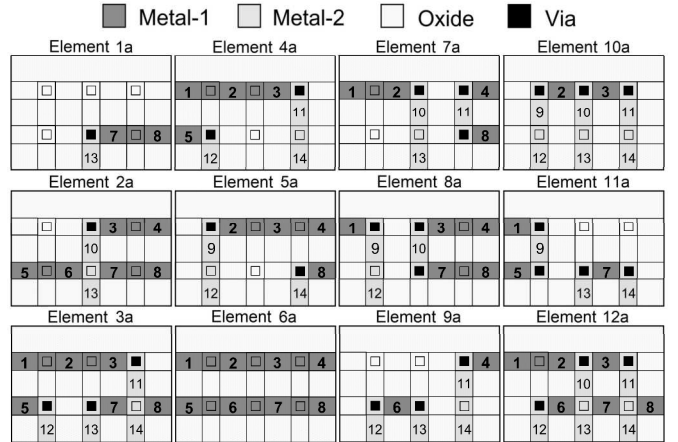 Metal-1 Metal-2 Oxide Via
Element 1a Element 4a Element 7a Element 10a
1 2 3 1 2 4 2 3
11 10 11 9 10 11
7 8 5 8
13 12 14 13 12 13 14
Element 2a Element 5a Element 8a Element 11a
3 4 2 3 4 1 3 4 1
10 9 9 10 9
5 6 7 8 8 7 8 5 7
13 12 14 12 13 14
Element 3a Element 6a Element 9a Element 12a
1 2 3 1 2 3 4 4 1 2 3
11 11 10 11
5 7 8 5 6 7 8 6 6 7 8
12 13 14 12 13 14 13 14